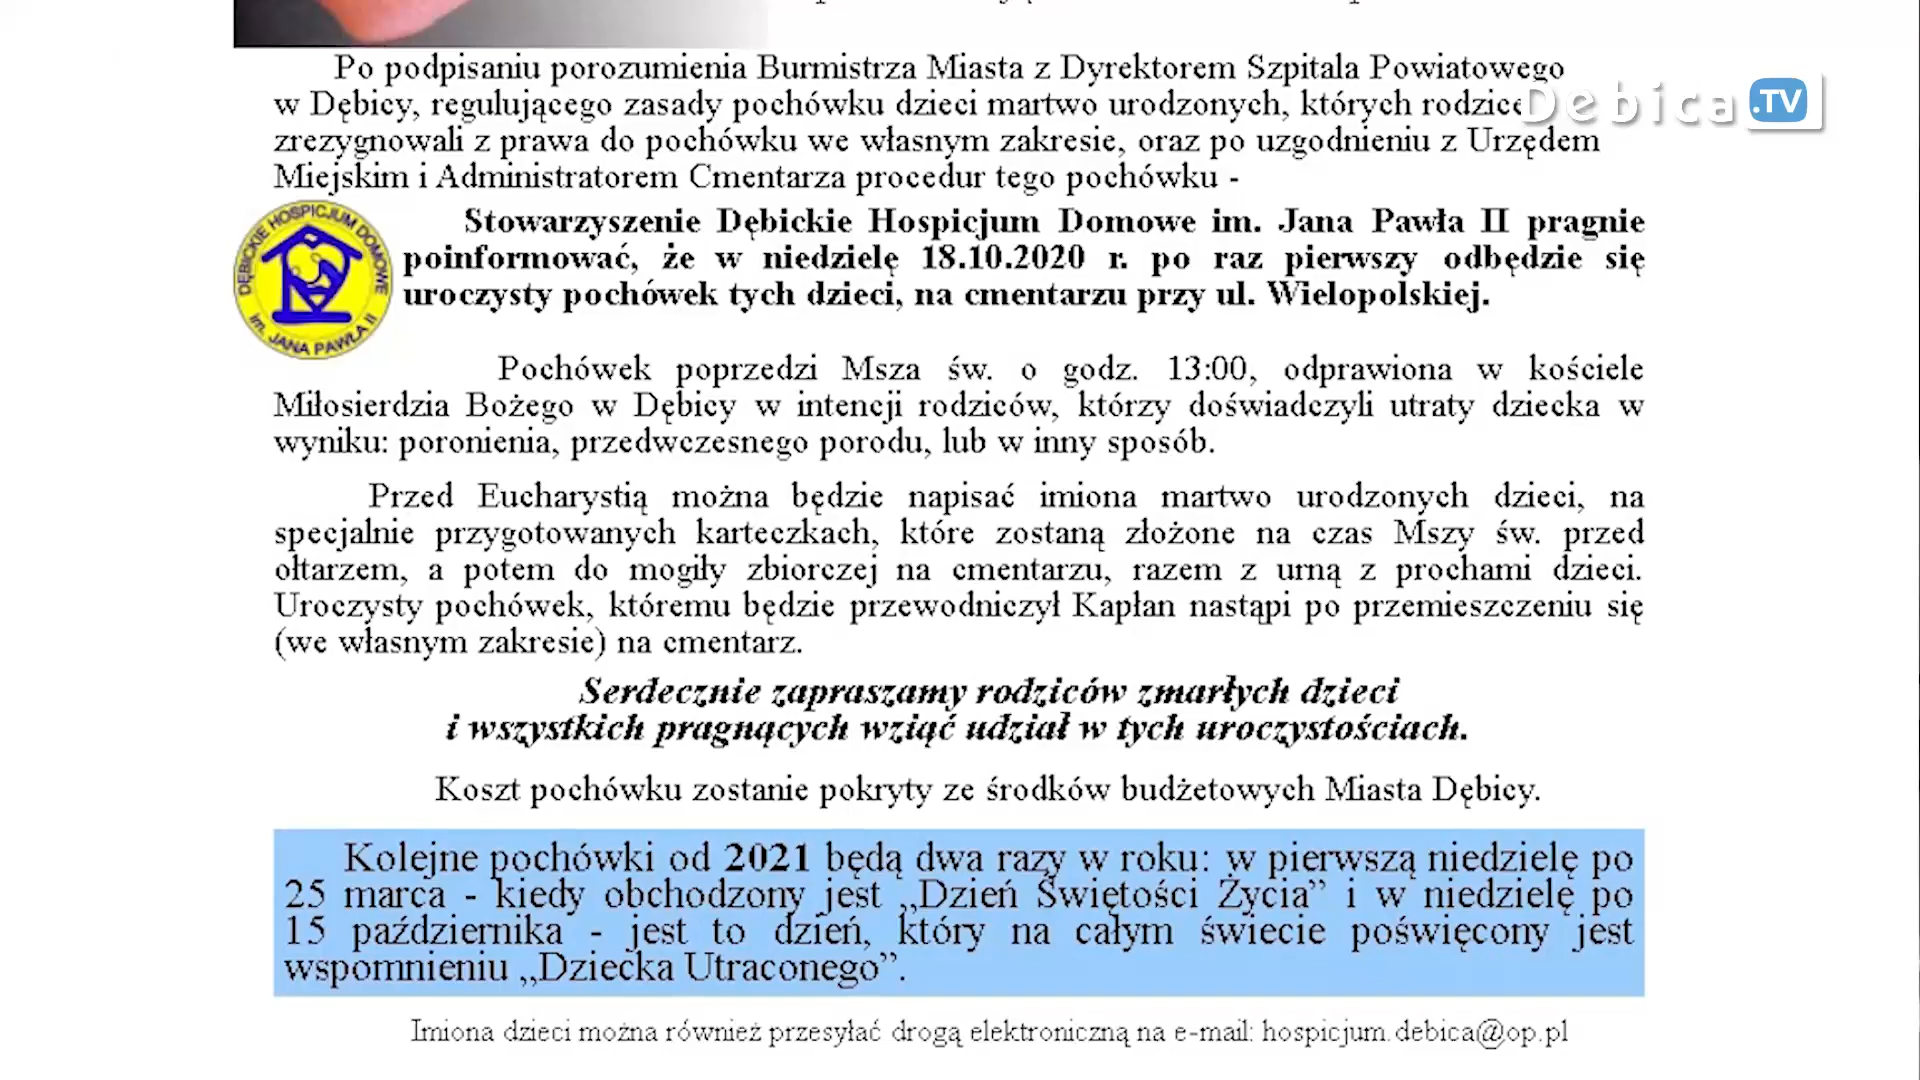 Po podpisaniu porozumienia Burmistrza Miasta z Dyrektorem Szpitala Powiatowego
w Dębicy, regulującego zasady pochówku dzieci martwo urodzonych, których rodzice
Debica.TV
zrezygnowali z prawa do pochówku we własnym zakresie, oraz po uzgodnieniu z Urzędem
Miejskim i Administratorem Cmentarza procedur tego pochówku -
DĘBICKIE HOSPICJUM DOMOWE
im. JANA PAWŁA II
Stowarzyszenie Dębickie Hospicjum Domowe im. Jana Pawła II pragnie
poinformować, że w niedzielę 18.10.2020 r. po raz pierwszy odbędzie się
uroczysty pochówek tych dzieci, na cmentarzu przy ul. Wielopolskiej.
Pochówek poprzedzi Msza św. o godz. 13:00, odprawiona w kościele
Miłosierdzia Bożego w Dębicy w intencji rodziców, którzy doświadczyli utraty dziecka w
wyniku: poronienia, przedwczesnego porodu, lub w inny sposób.
Przed Eucharystią można będzie napisać imiona martwo urodzonych dzieci, na
specjalnie przygotowanych karteczkach, które zostaną złożone na czas Mszy św. przed
ołtarzem, a potem do mogiły zbiorczej na cmentarzu, razem z urną z prochami dzieci.
Uroczysty pochówek, któremu będzie przewodniczył Kapłan nastąpi po przemieszczeniu się
(we własnym zakresie) na cmentarz.
Serdecznie zapraszamy rodziców zmarłych dzieci
i wszystkich pragnących wziąć udział w tych uroczystościach.
Koszt pochówku zostanie pokryty ze środków budżetowych Miasta Dębicy.
Kolejne pochówki od 2021 będą dwa razy w roku: w pierwszą niedzielę po
25 marca - kiedy obchodzony jest „Dzień Świętości Życia” i w niedzielę po
15 października - jest to dzień, który na całym świecie poświęcony jest
wspomnieniu „Dziecka Utraconego”.
Imiona dzieci można również przesyłać drogą elektroniczną na e-mail: hospicjum.debica@op.pl